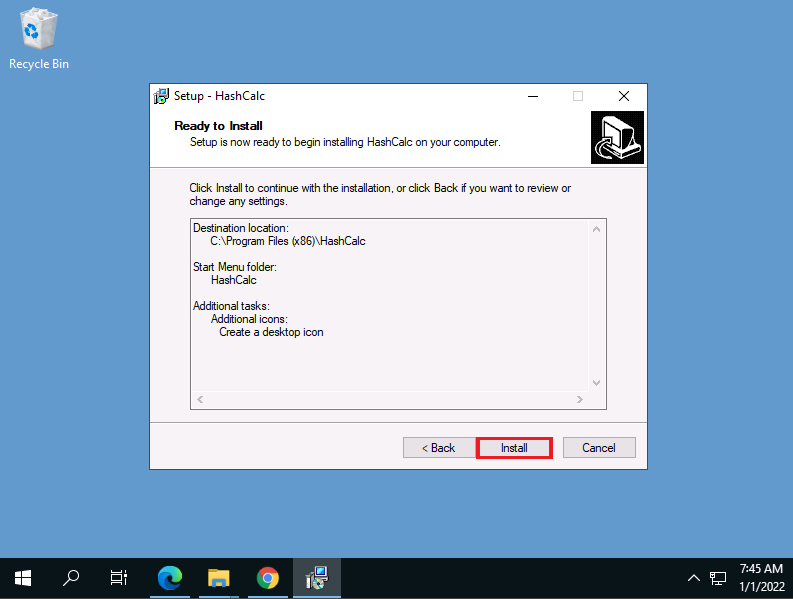 Recycle Bin
Setup - HashCalc
Ready to Install
Setup is now ready to begin installing HashCalc on your computer.
Click Install to continue with the installation, or click Back if you want to review or
change any settings.
Destination location:
C:\Program Files (x86)\HashCalc
Start Menu folder:
HashCalc
Additional tasks:
Additional icons:
Create a desktop icon
< Back
Install
Cancel
7:45 AM
1/1/2022